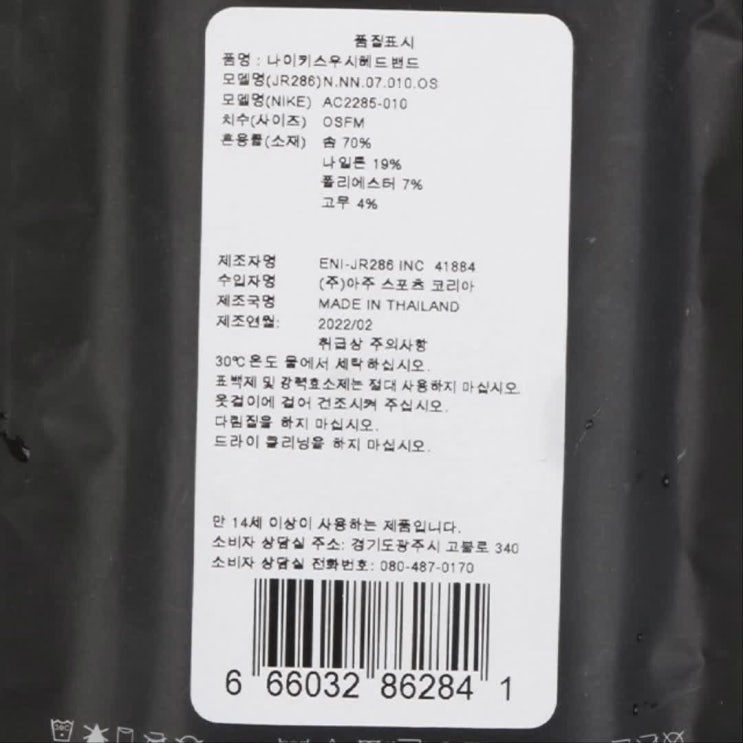 품질표시
품명 : 나이키스우시헤드밴드
모델명(JR286)N.NN.07.010.OS
모델명(NIKE) AC2285-010
치수(사이즈) OSFM
혼용률(소재) 솜 70%
나일론 19%
폴리에스터 7%
고무 4%
제조자명 ENI-JR286 INC 41884
수입자명 (주)아주 스포츠 코리아
제조국명 MADE IN THAILAND
제조연월: 2022/02
취급상 주의사항
30℃온도 물에서 세탁하십시오.
표백제 및 강력효소제는 절대 사용하지 마십시오.
옷걸이에 걸어 건조시켜 주십시오.
다림질을 하지 마십시오.
드라이 클리닝을 하지 마십시오.
만 14세 이상이 사용하는 제품입니다.
소비자 상담실 주소: 경기도광주시 고불로 340
소비자 상담실 전화번호: 080-487-0170
6 66032 86284 1